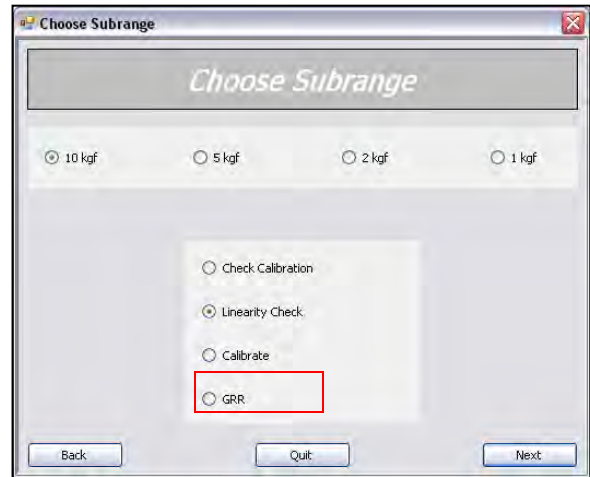 Choose Subrange
Choose Subrange
10 kgf 5 kgf 2 kgf 1 kgf
Check Calibration
Linearity Check
Calibrate
GRR
Back Quit Next